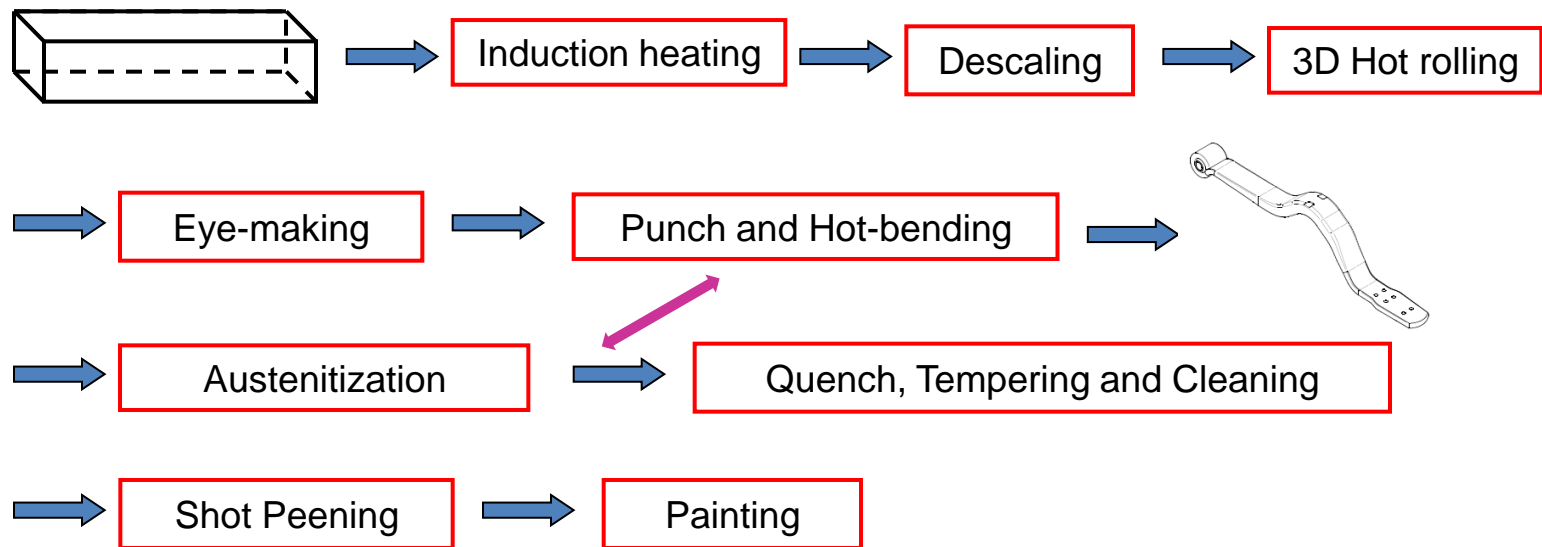 Induction heating
Descaling
3D Hot rolling
Eye-making
Punch and Hot-bending
Austenitization
Quench, Tempering and Cleaning
Shot Peening
Painting